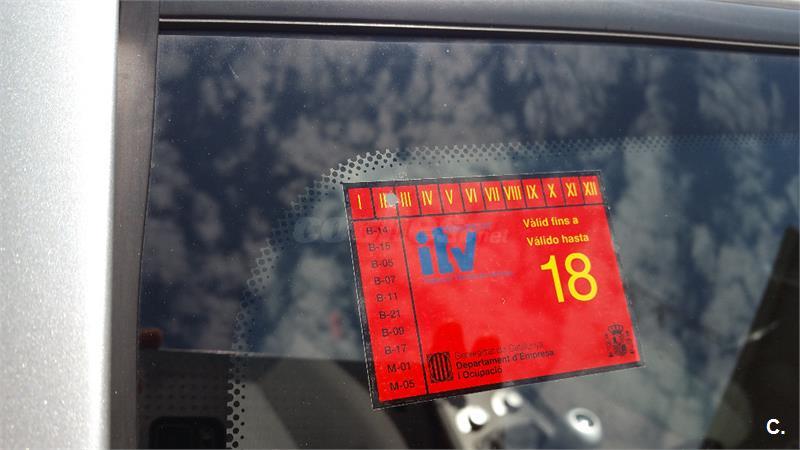 I II III IV V VI VII VIII IX X XI XII
B-14
B-15
B-05
B-07
B-11
B-21
B-09
B-17
M-01
M-05
itv
Vàlid fins a
Válido hasta
18
Generalitat de Catalunya
Departament d'Empresa
i Ocupació
C.